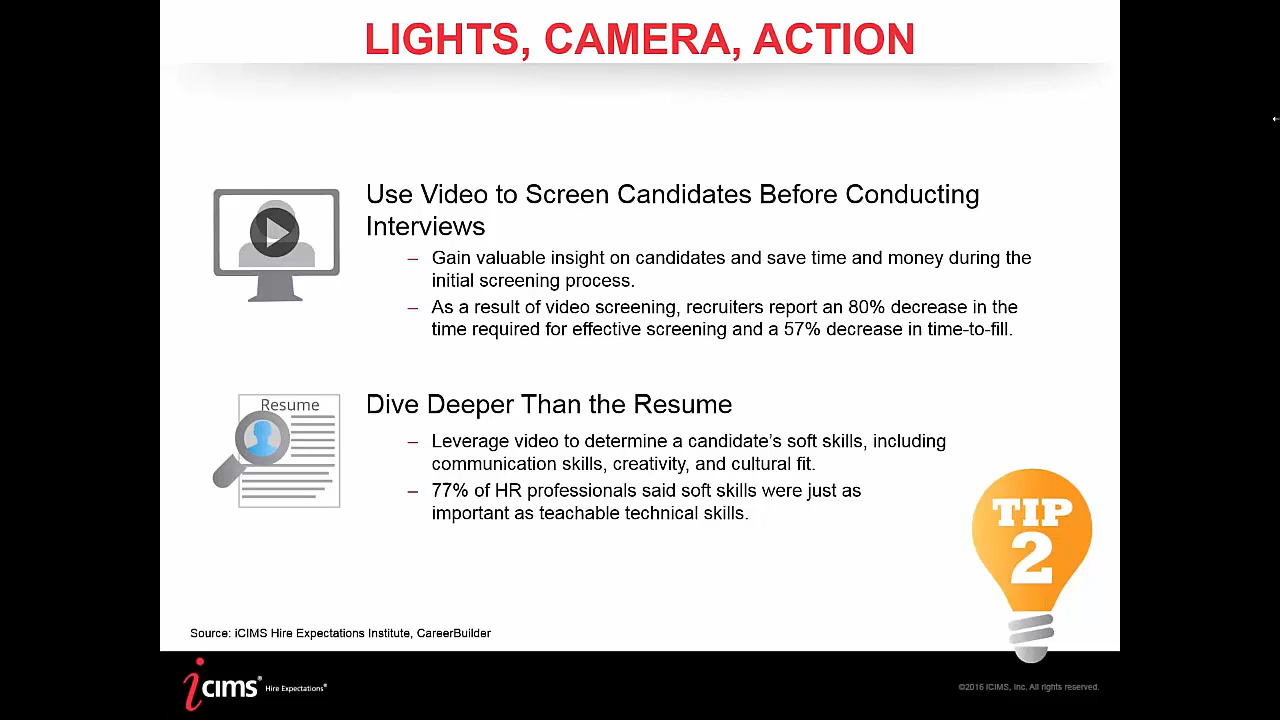 LIGHTS, CAMERA, ACTION
Use Video to Screen Candidates Before Conducting
Interviews
– Gain valuable insight on candidates and save time and money during the
initial screening process.
– As a result of video screening, recruiters report an 80% decrease in the
time required for effective screening and a 57% decrease in time-to-fill.
Resume
Dive Deeper Than the Resume
– Leverage video to determine a candidate’s soft skills, including
communication skills, creativity, and cultural fit.
– 77% of HR professionals said soft skills were just as
important as teachable technical skills.
TIP
2
Source: iCIMS Hire Expectations Institute, CareerBuilder
icims® Hire Expectations®
©2016 iCIMS, Inc. All rights reserved.